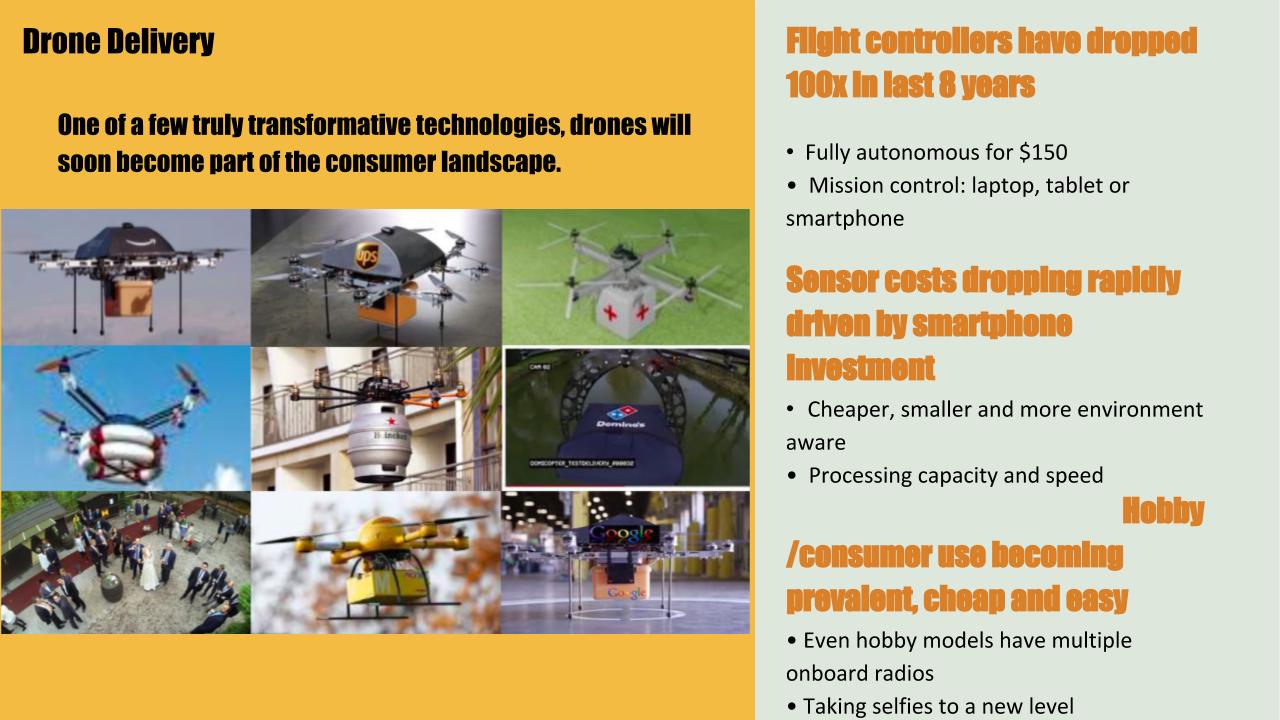 Drone Delivery
One of a few truly transformative technologies, drones will
soon become part of the consumer landscape.
ups
CAM 02
Domino's
DOMICOPTER_TESTDELIVERY_#00032
Heineken
Google
Google
Flight controllers have dropped
100x in last 8 years
• Fully autonomous for $150
• Mission control: laptop, tablet or
smartphone
Sensor costs dropping rapidly
driven by smartphone
investment
• Cheaper, smaller and more environment
aware
• Processing capacity and speed
Hobby
/consumer use becoming
prevalent, cheap and easy
• Even hobby models have multiple
onboard radios
• Taking selfies to a new level